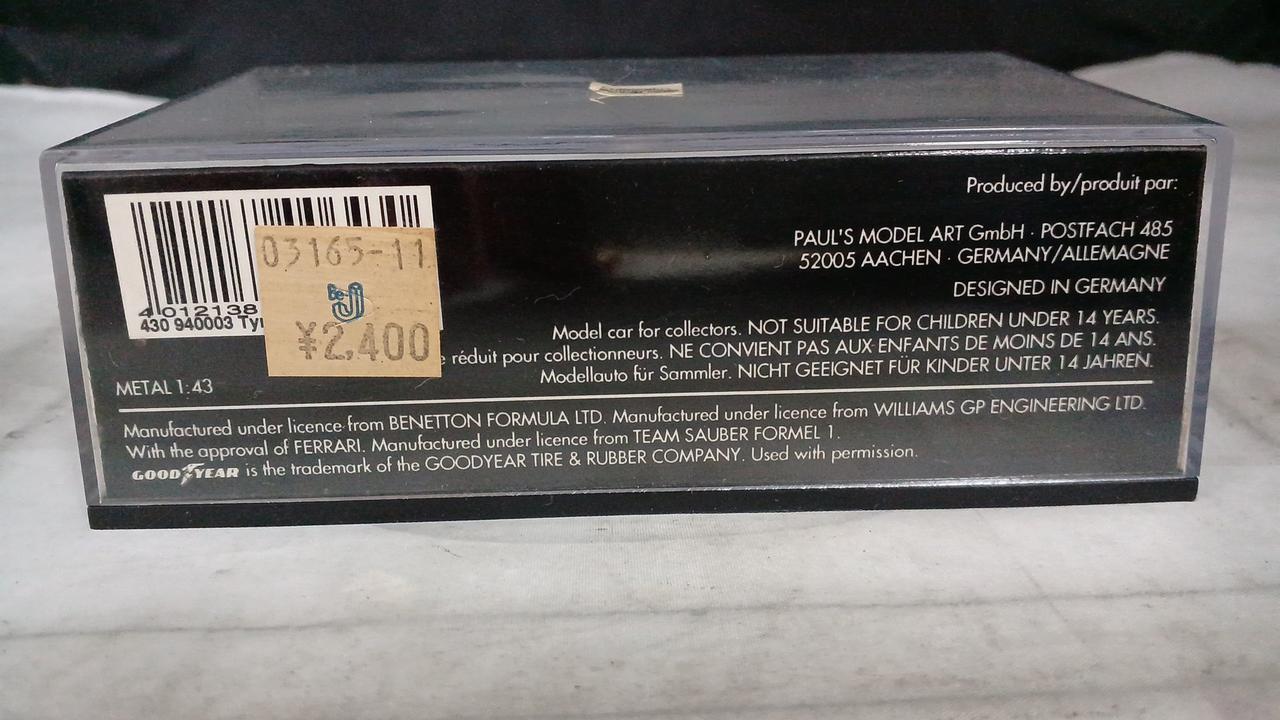 03165-11
Be J
¥2,400
4 012138
430 940003 Ty
METAL 1:43
Produced by/produit par:
PAUL'S MODEL ART GmbH · POSTFACH 485
52005 AACHEN · GERMANY/ALLEMAGNE
DESIGNED IN GERMANY
Model car for collectors. NOT SUITABLE FOR CHILDREN UNDER 14 YEARS.
réduit pour collectionneurs. NE CONVIENT PAS AUX ENFANTS DE MOINS DE 14 ANS.
Modellauto für Sammler. NICHT GEEIGNET FÜR KINDER UNTER 14 JAHREN.
Manufactured under licence from BENETTON FORMULA LTD. Manufactured under licence from WILLIAMS GP ENGINEERING LTD.
With the approval of FERRARI. Manufactured under licence from TEAM SAUBER FORMEL 1.
GOODYEAR is the trademark of the GOODYEAR TIRE & RUBBER COMPANY. Used with permission.